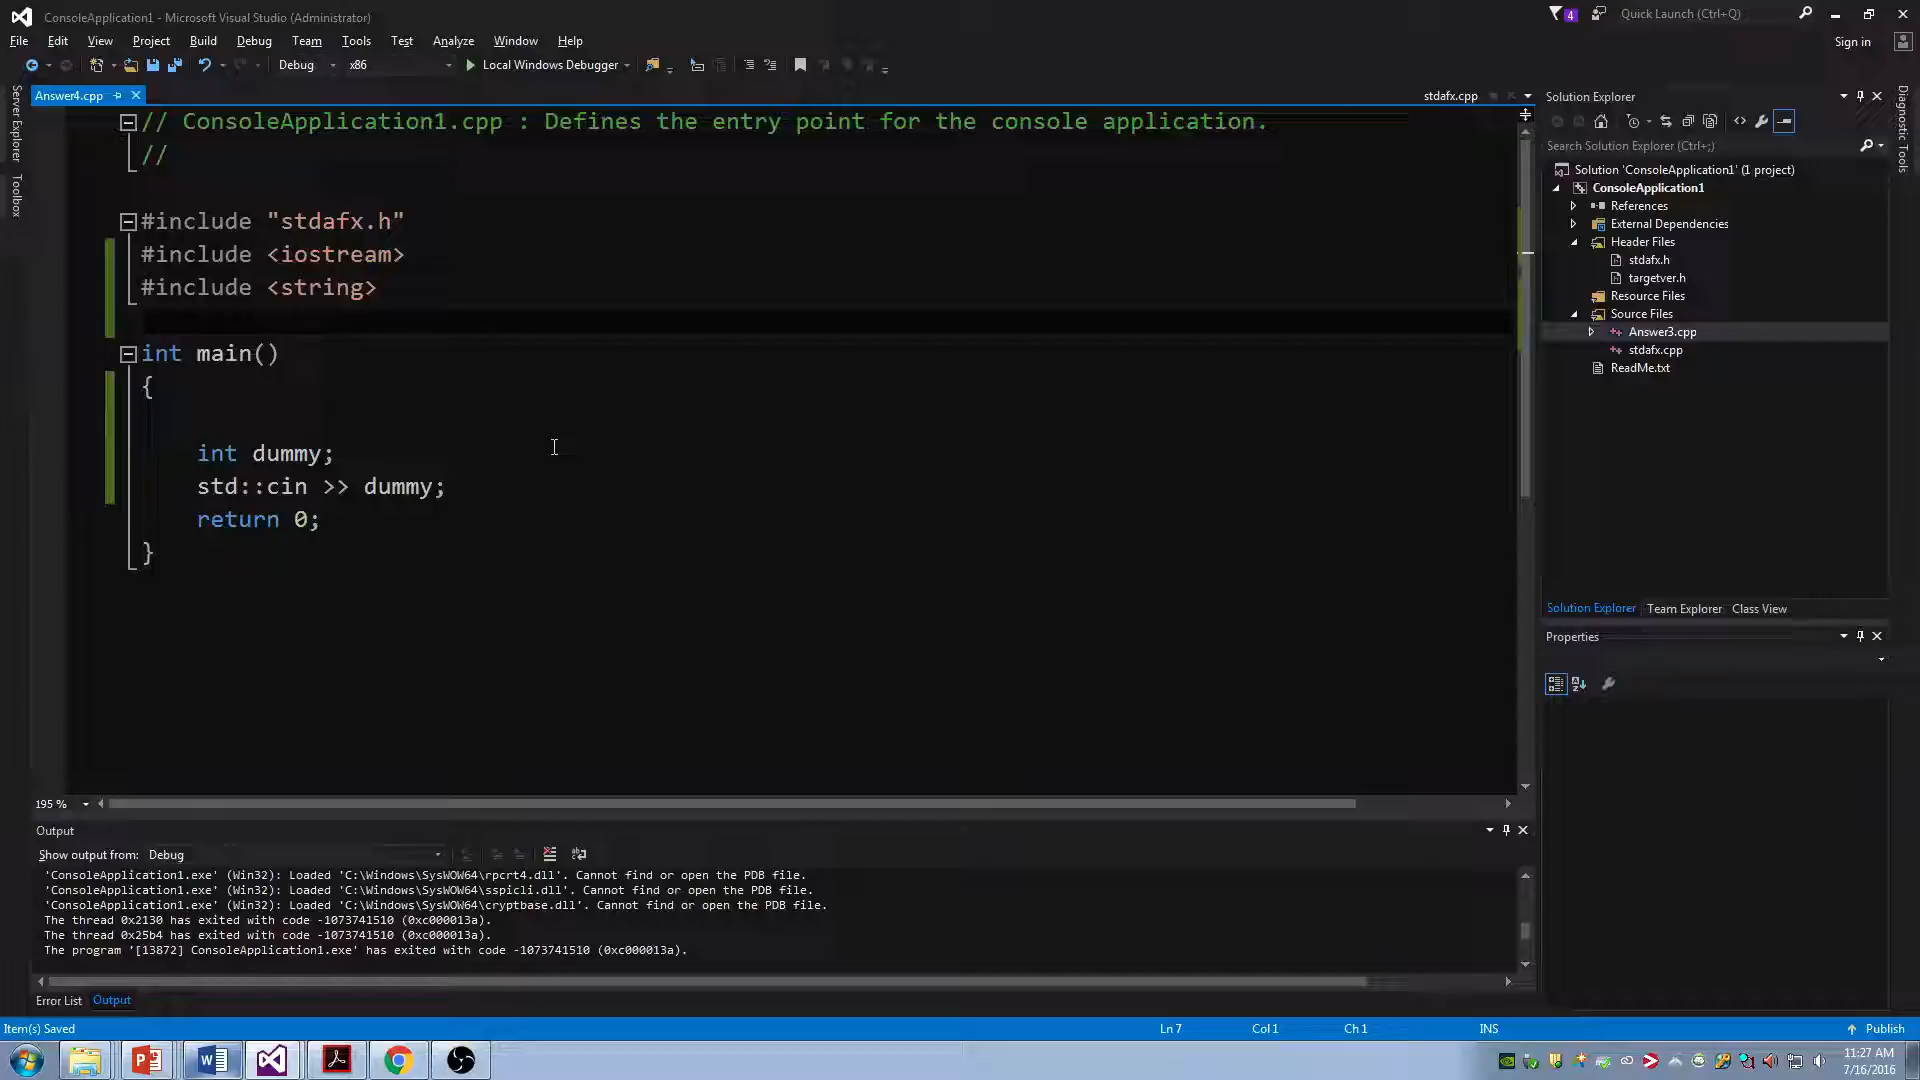 ConsoleApplication1 - Microsoft Visual Studio (Administrator)
4
Quick Launch (Ctrl+Q)
File Edit View Project Build Debug Team Tools Test Analyze Window Help
Sign in
Debug x86 Local Windows Debugger
Server Explorer
Toolbox
Answer4.cpp
stdafx.cpp
// ConsoleApplication1.cpp : Defines the entry point for the console application.
//
#include "stdafx.h"
#include <iostream>
#include <string>
int main()
{
int dummy;
std::cin >> dummy;
return 0;
}
195 %
Solution Explorer
Search Solution Explorer (Ctrl+;)
Solution 'ConsoleApplication1' (1 project)
ConsoleApplication1
References
External Dependencies
Header Files
stdafx.h
targetver.h
Resource Files
Source Files
Answer3.cpp
stdafx.cpp
ReadMe.txt
Solution Explorer Team Explorer Class View
Properties
Diagnostic Tools
Output
Show output from: Debug
'ConsoleApplication1.exe' (Win32): Loaded 'C:\Windows\SysWOW64\rpcrt4.dll'. Cannot find or open the PDB file.
'ConsoleApplication1.exe' (Win32): Loaded 'C:\Windows\SysWOW64\sspicli.dll'. Cannot find or open the PDB file.
'ConsoleApplication1.exe' (Win32): Loaded 'C:\Windows\SysWOW64\cryptbase.dll'. Cannot find or open the PDB file.
The thread 0x2130 has exited with code -1073741510 (0xc000013a).
The thread 0x25b4 has exited with code -1073741510 (0xc000013a).
The program '[13872] ConsoleApplication1.exe' has exited with code -1073741510 (0xc000013a).
Error List Output
Item(s) Saved
Ln 7 Col 1 Ch 1 INS
Publish
11:27 AM
7/16/2016